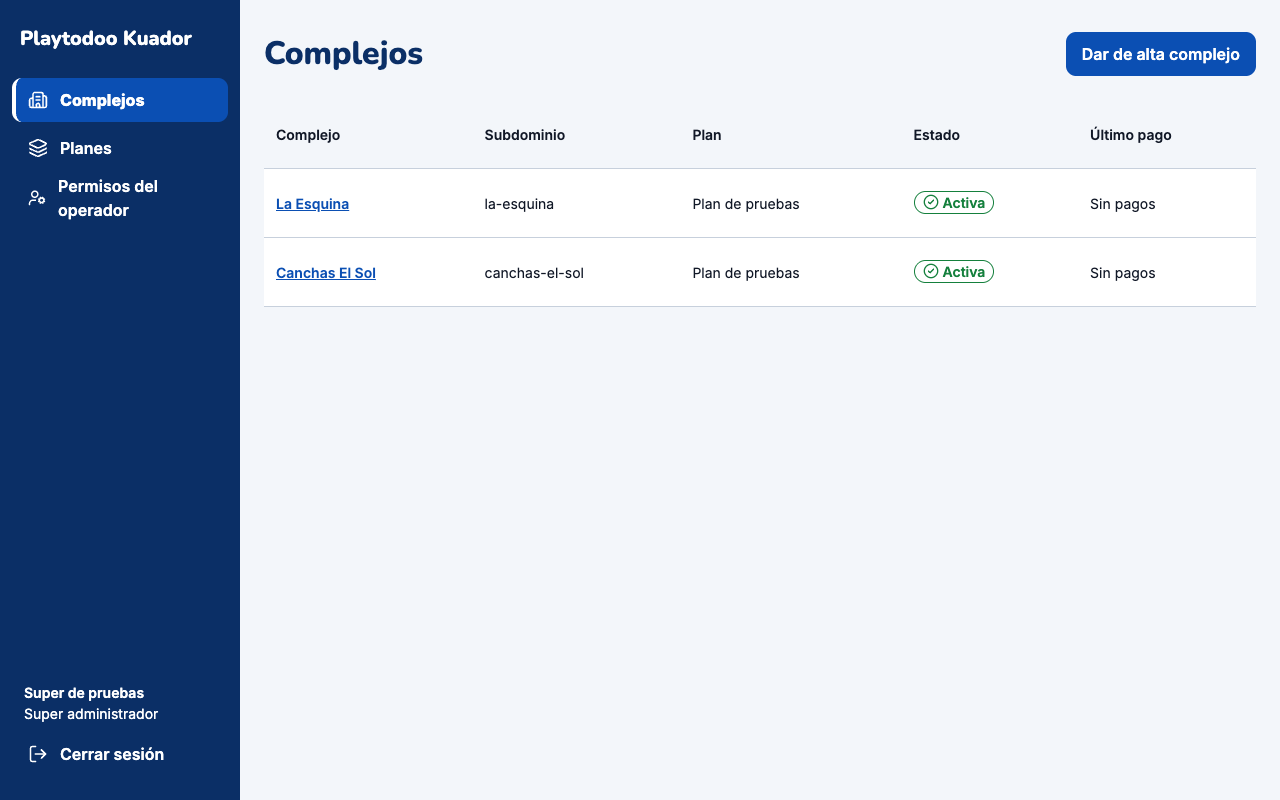 Playtodoo Kuador
Complejos
Planes
Permisos del
operador
Super de pruebas
Super administrador
Cerrar sesión
Complejos
Dar de alta complejo
Complejo Subdominio Plan Estado Último pago
La Esquina la-esquina Plan de pruebas Activa Sin pagos
Canchas El Sol canchas-el-sol Plan de pruebas Activa Sin pagos